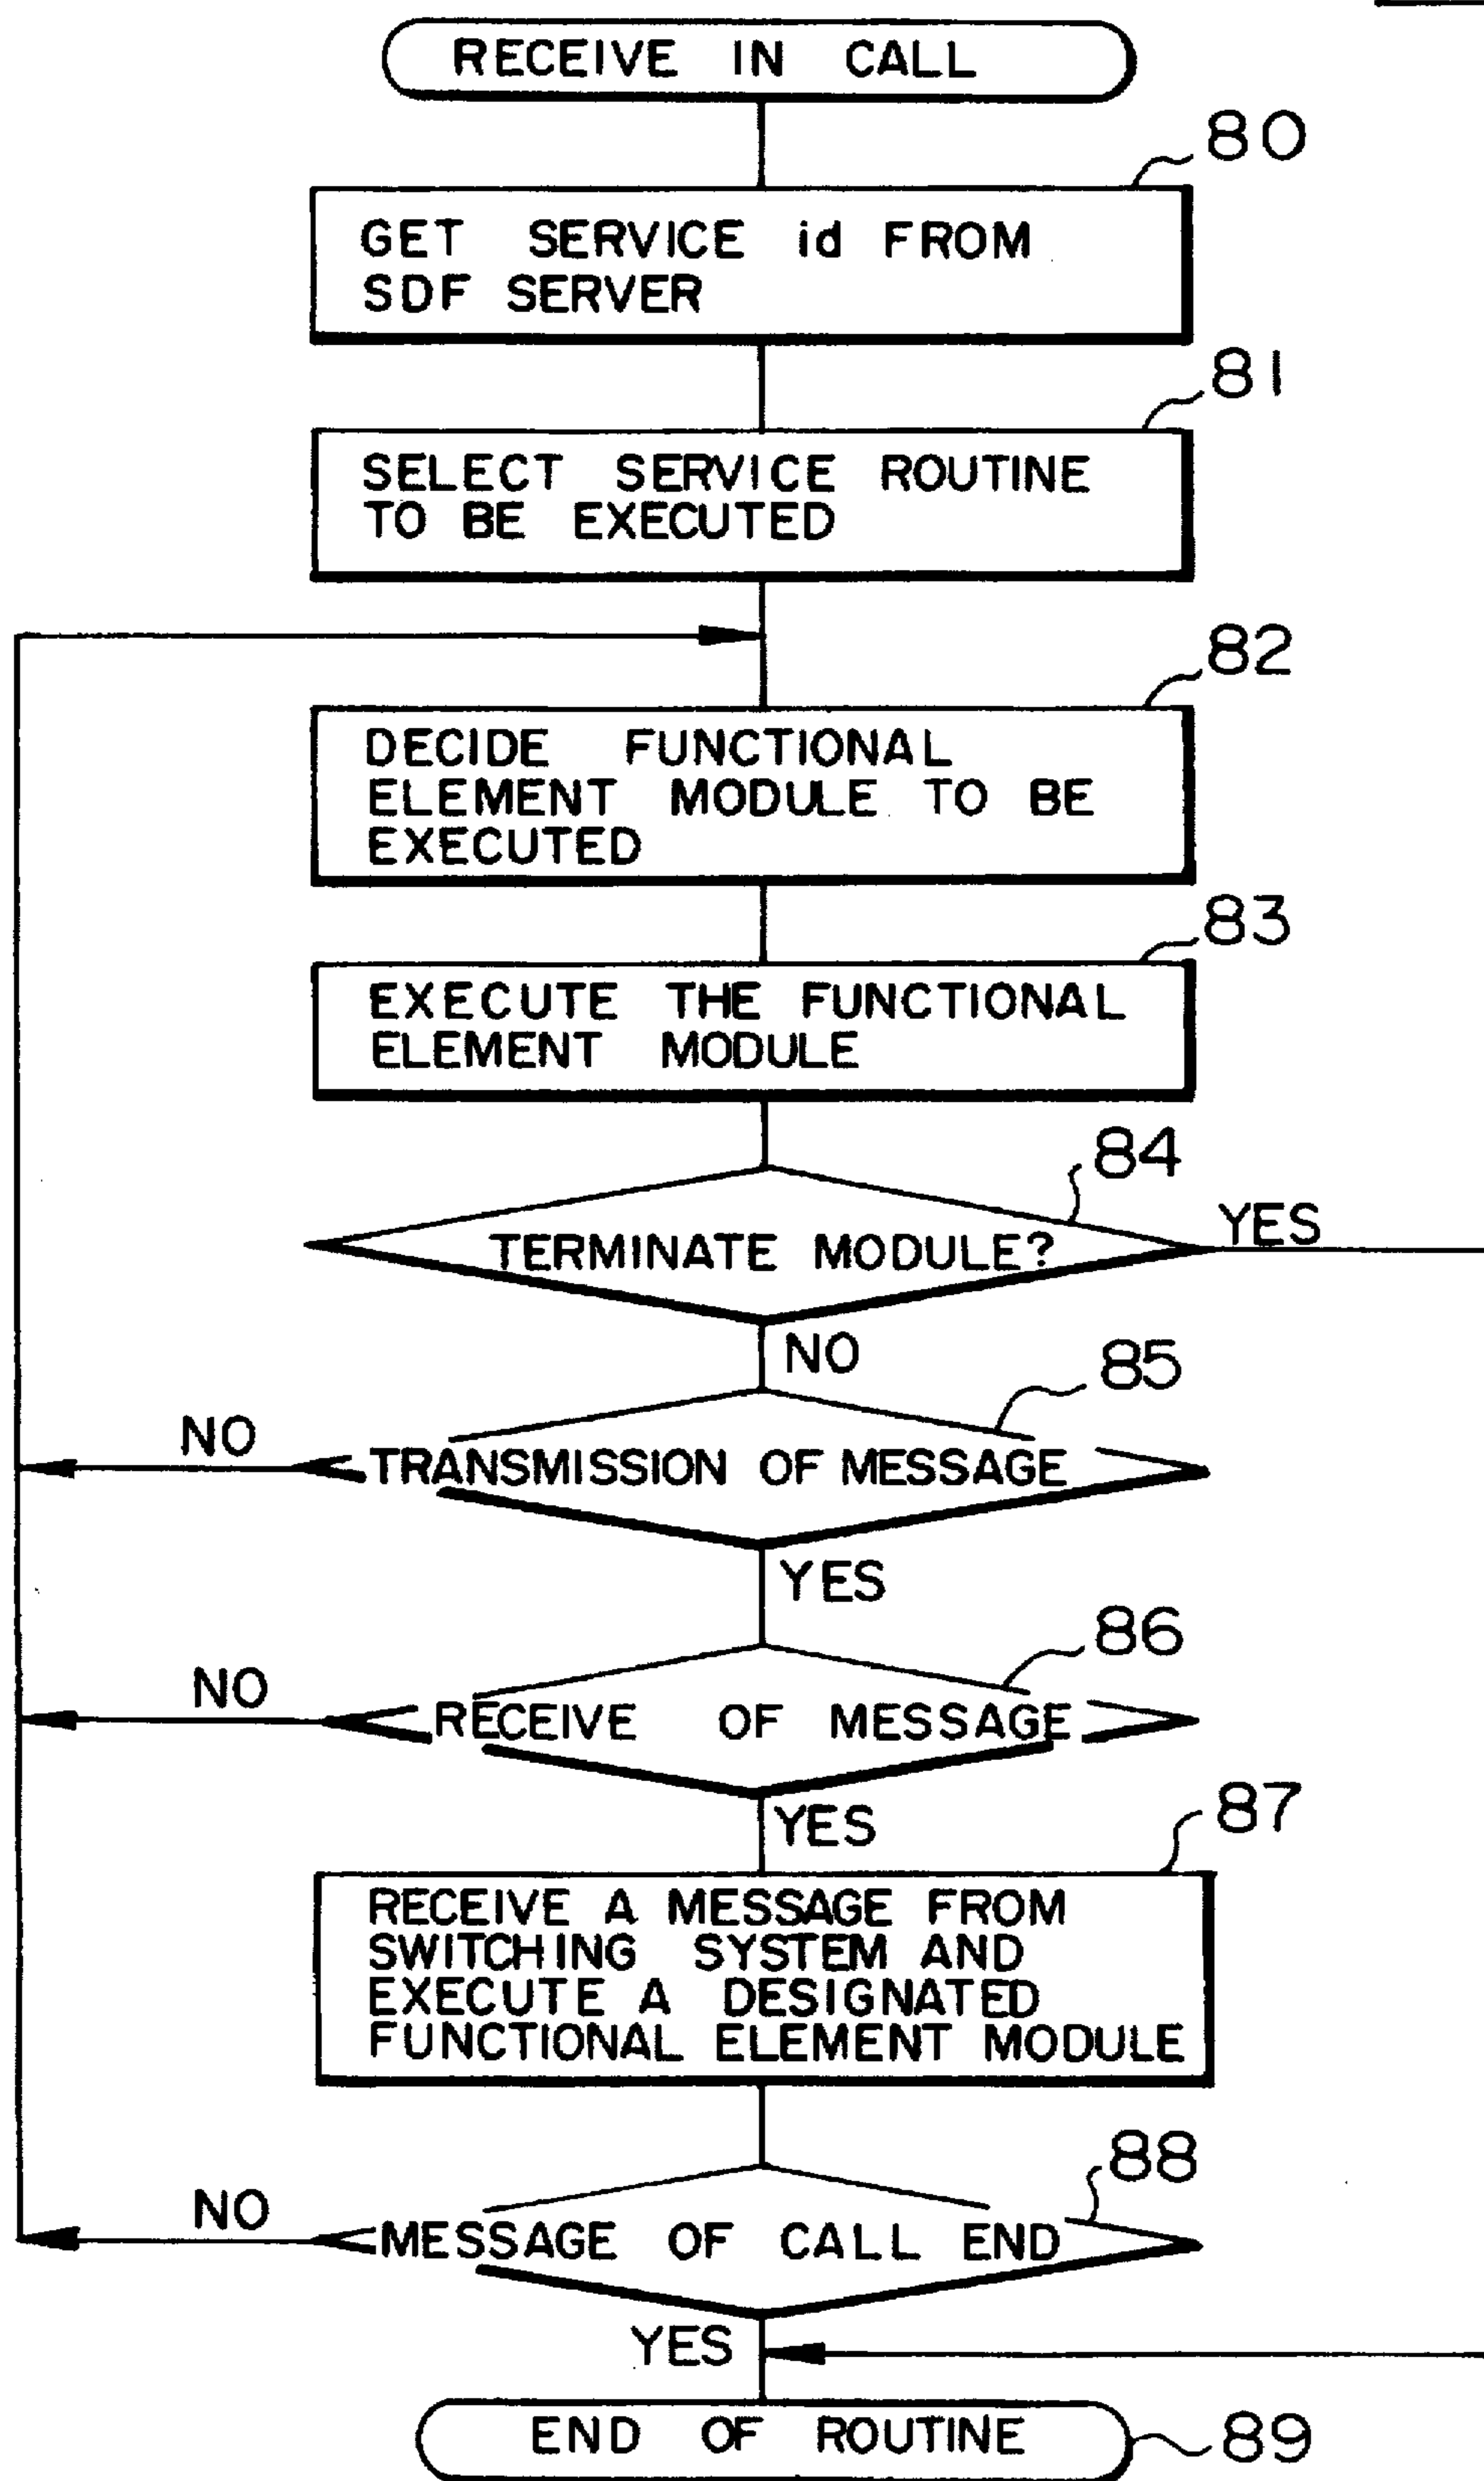 RECEIVE IN CALL
80
GET SERVICE id FROM
SDF SERVER
81
SELECT SERVICE ROUTINE
TO BE EXECUTED
82
DECIDE FUNCTIONAL
ELEMENT MODULE TO BE
EXECUTED
83
EXECUTE THE FUNCTIONAL
ELEMENT MODULE
84
YES
TERMINATE MODULE?
NO
85
NO
TRANSMISSION OF MESSAGE
YES
86
NO
RECEIVE OF MESSAGE
YES
87
RECEIVE A MESSAGE FROM
SWITCHING SYSTEM AND
EXECUTE A DESIGNATED
FUNCTIONAL ELEMENT MODULE
88
NO
MESSAGE OF CALL END
YES
END OF ROUTINE
89